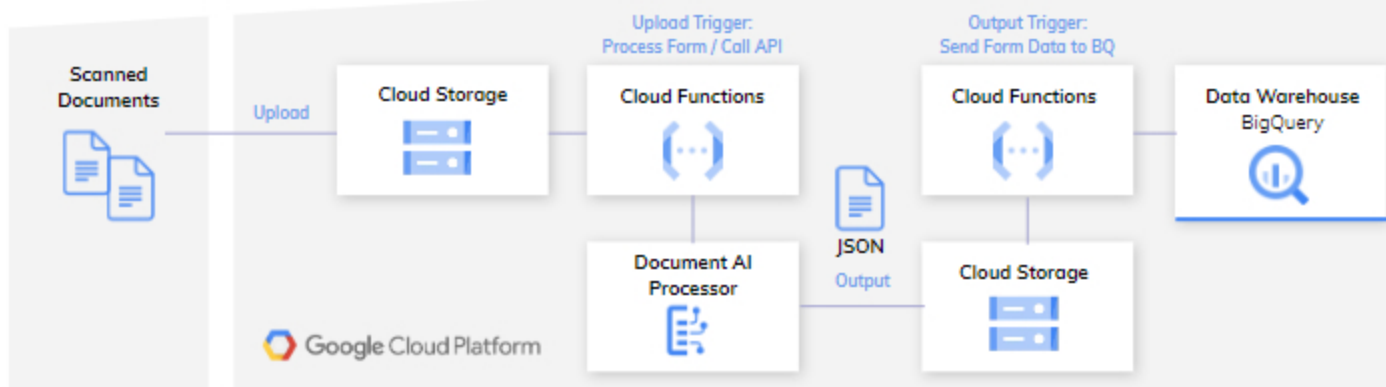 Scanned
Documents
Upload
Cloud Storage
Upload Trigger:
Process Form / Call API
Cloud Functions
Document AI
Processor
JSON
Output
Cloud Storage
Output Trigger:
Send Form Data to BQ
Cloud Functions
Data Warehouse
BigQuery
Google Cloud Platform